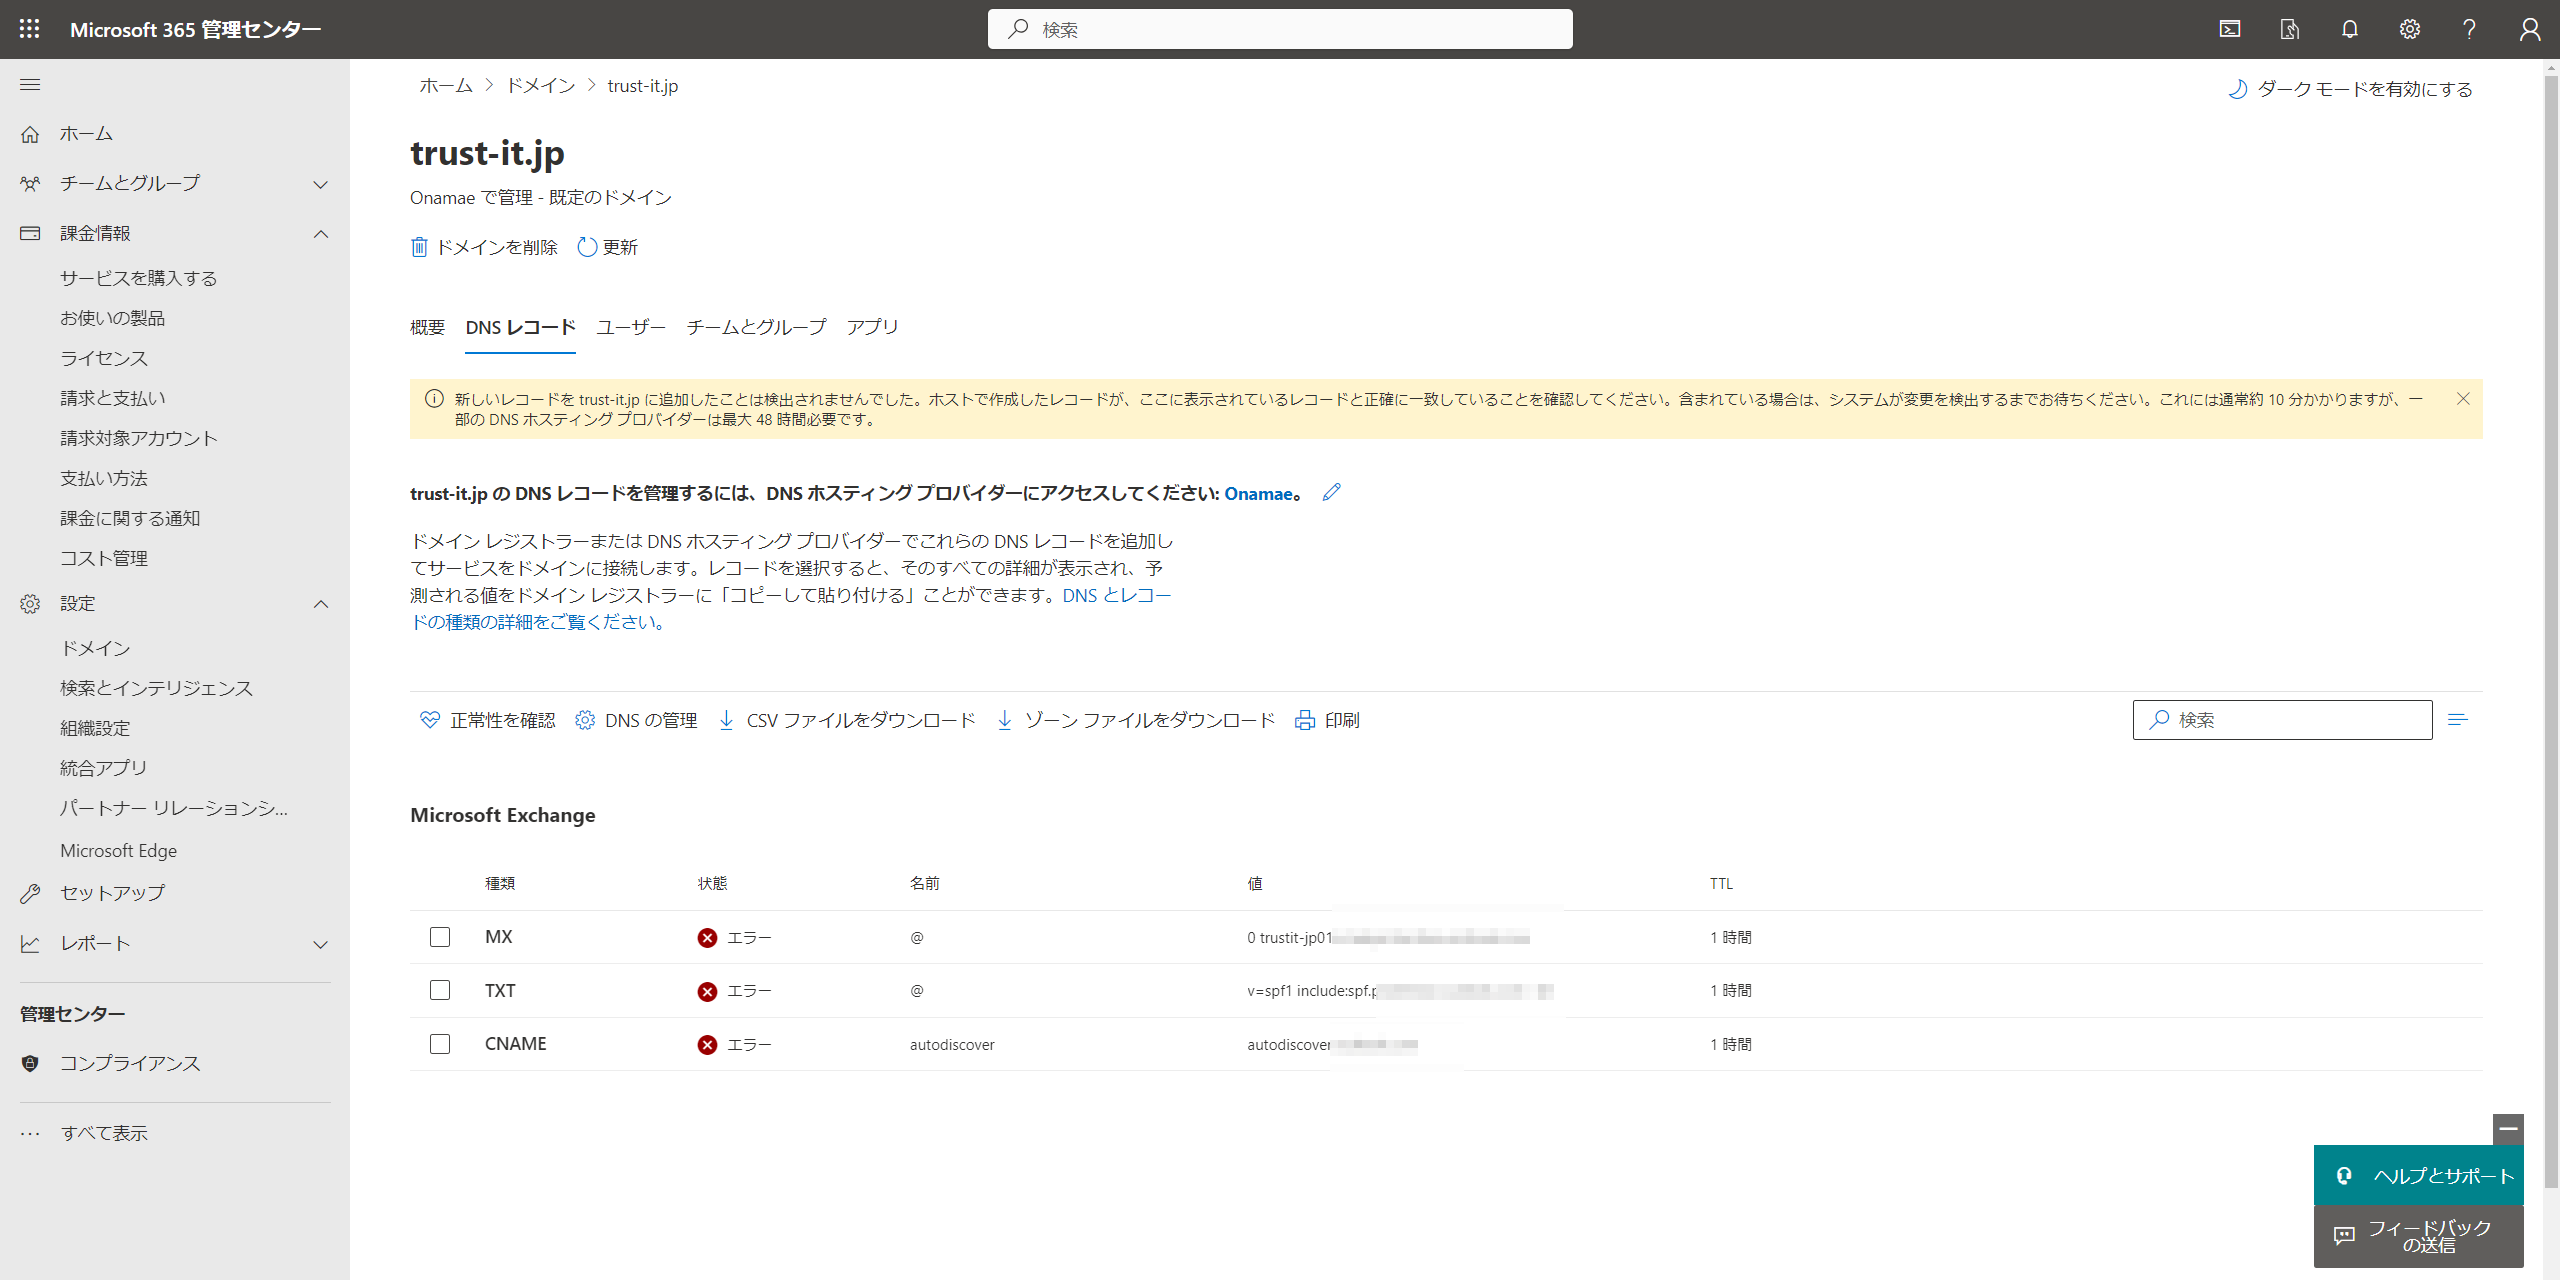 Microsoft 365 管理センター
検索
ホーム
チームとグループ
課金情報
サービスを購入する
お使いの製品
ライセンス
請求と支払い
請求対象アカウント
支払い方法
課金に関する通知
コスト管理
設定
ドメイン
検索とインテリジェンス
組織設定
統合アプリ
パートナー リレーションシ...
Microsoft Edge
セットアップ
レポート
管理センター
コンプライアンス
すべて表示
ホーム > ドメイン > trust-it.jp
ダーク モードを有効にする
trust-it.jp
Onamae で管理 - 既定のドメイン
ドメインを削除 更新
概要 DNS レコード ユーザー チームとグループ アプリ
新しいレコードを trust-it.jp に追加したことは検出されませんでした。ホストで作成したレコードが、ここに表示されているレコードと正確に一致していることを確認してください。含まれている場合は、システムが変更を検出するまでお待ちください。これには通常約 10 分かかりますが、一
部の DNS ホスティング プロバイダーは最大 48 時間必要です。
trust-it.jp の DNS レコードを管理するには、DNS ホスティング プロバイダーにアクセスしてください: Onamae。
ドメイン レジストラーまたは DNS ホスティング プロバイダーでこれらの DNS レコードを追加し
てサービスをドメインに接続します。レコードを選択すると、そのすべての詳細が表示され、予
測される値をドメイン レジストラーに「コピーして貼り付ける」ことができます。DNS とレコー
ドの種類の詳細をご覧ください。
正常性を確認 DNS の管理 CSV ファイルをダウンロード ゾーン ファイルをダウンロード 印刷 検索
Microsoft Exchange
種類 状態 名前 値 TTL
MX エラー @ 0 trustit-jp01 1 時間
TXT エラー @ v=spf1 include:spf. 1 時間
CNAME エラー autodiscover autodiscover 1 時間
ヘルプとサポート
フィードバック
の送信